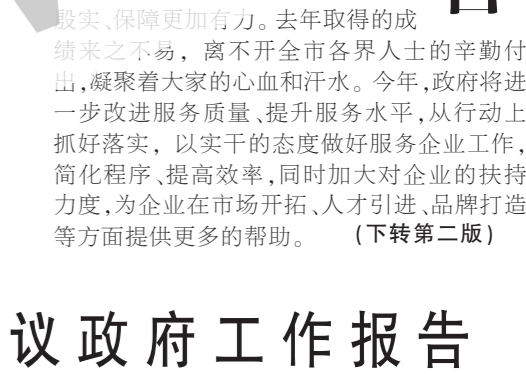 殷实、保障更加有力。去年取得的成
绩来之不易，离不开全市各界人士的辛勤付
出，凝聚着大家的心血和汗水。今年，政府将进
一步改进服务质量、提升服务水平，从行动上
抓好落实，以实干的态度做好服务企业工作，
简化程序、提高效率，同时加大对企业的扶持
力度，为企业在市场开拓、人才引进、品牌打造
等方面提供更多的帮助。 （下转第二版）
议政府工作报告